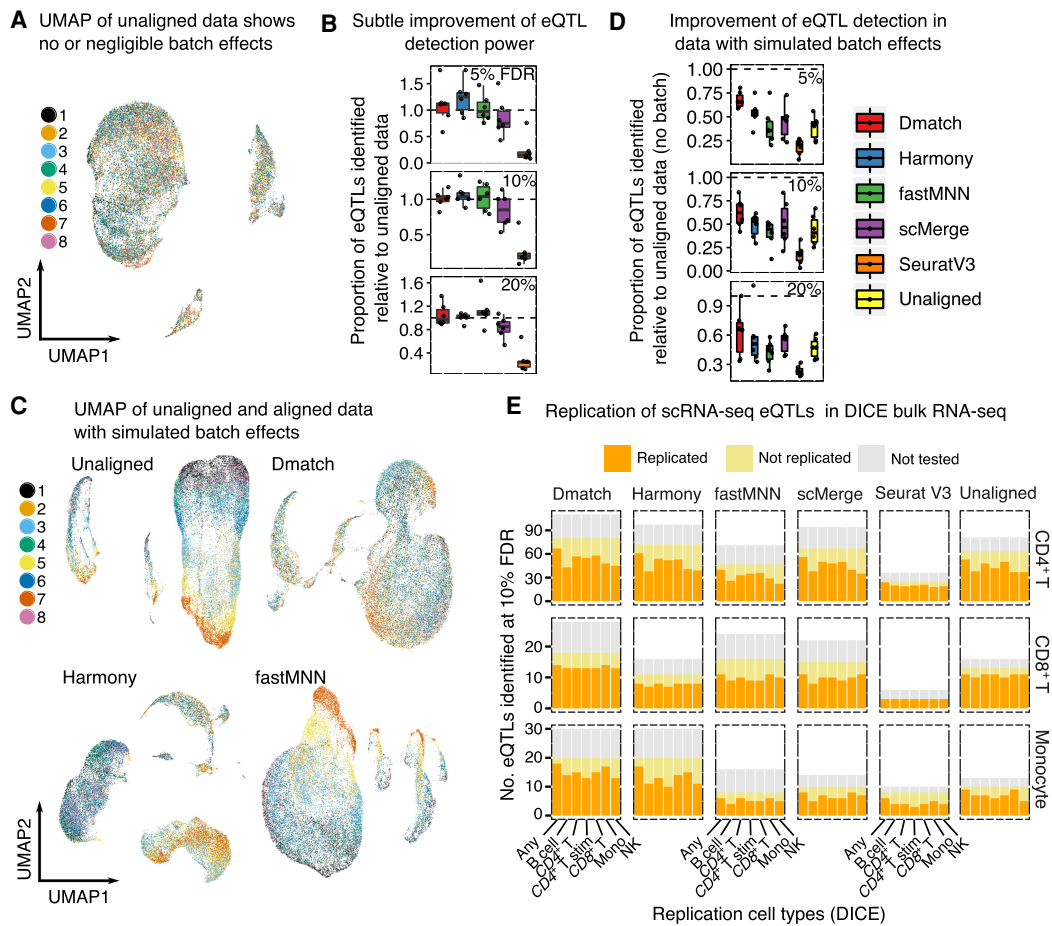 A UMAP of unaligned data shows
no or negligible batch effects
1
2
3
4
5
6
7
8
UMAP2
UMAP1
B Subtle improvement of eQTL
detection power
Proportion of eQTLs identified
relative to unaligned data
5% FDR
1.5
1.0
0.5
0.0
10%
1.0
0.5
20%
1.6
1.2
0.8
0.4
D Improvement of eQTL detection in
data with simulated batch effects
Proportion of eQTLs identified
relative to unaligned data (no batch)
5%
1.00
0.75
0.50
0.25
10%
1.00
0.75
0.50
0.25
0.00
20%
0.9
0.6
0.3
Dmatch
Harmony
fastMNN
scMerge
SeuratV3
Unaligned
C UMAP of unaligned and aligned data
with simulated batch effects
Unaligned
Dmatch
1
2
3
4
5
6
7
8
Harmony
fastMNN
UMAP2
UMAP1
E Replication of scRNA-seq eQTLs in DICE bulk RNA-seq
Replicated
Not replicated
Not tested
Dmatch
Harmony
fastMNN
scMerge
Seurat V3
Unaligned
No. eQTLs identified at 10% FDR
90
60
30
0
CD4+ T
20
10
0
CD8+ T
30
20
10
0
Monocyte
Any
B cell
CD4+ T
CD4+ T stim
CD8+ T
Mono
NK
Any
B cell
CD4+ T
CD4+ T stim
CD8+ T
Mono
NK
Any
B cell
CD4+ T
CD4+ T stim
CD8+ T
Mono
NK
Replication cell types (DICE)